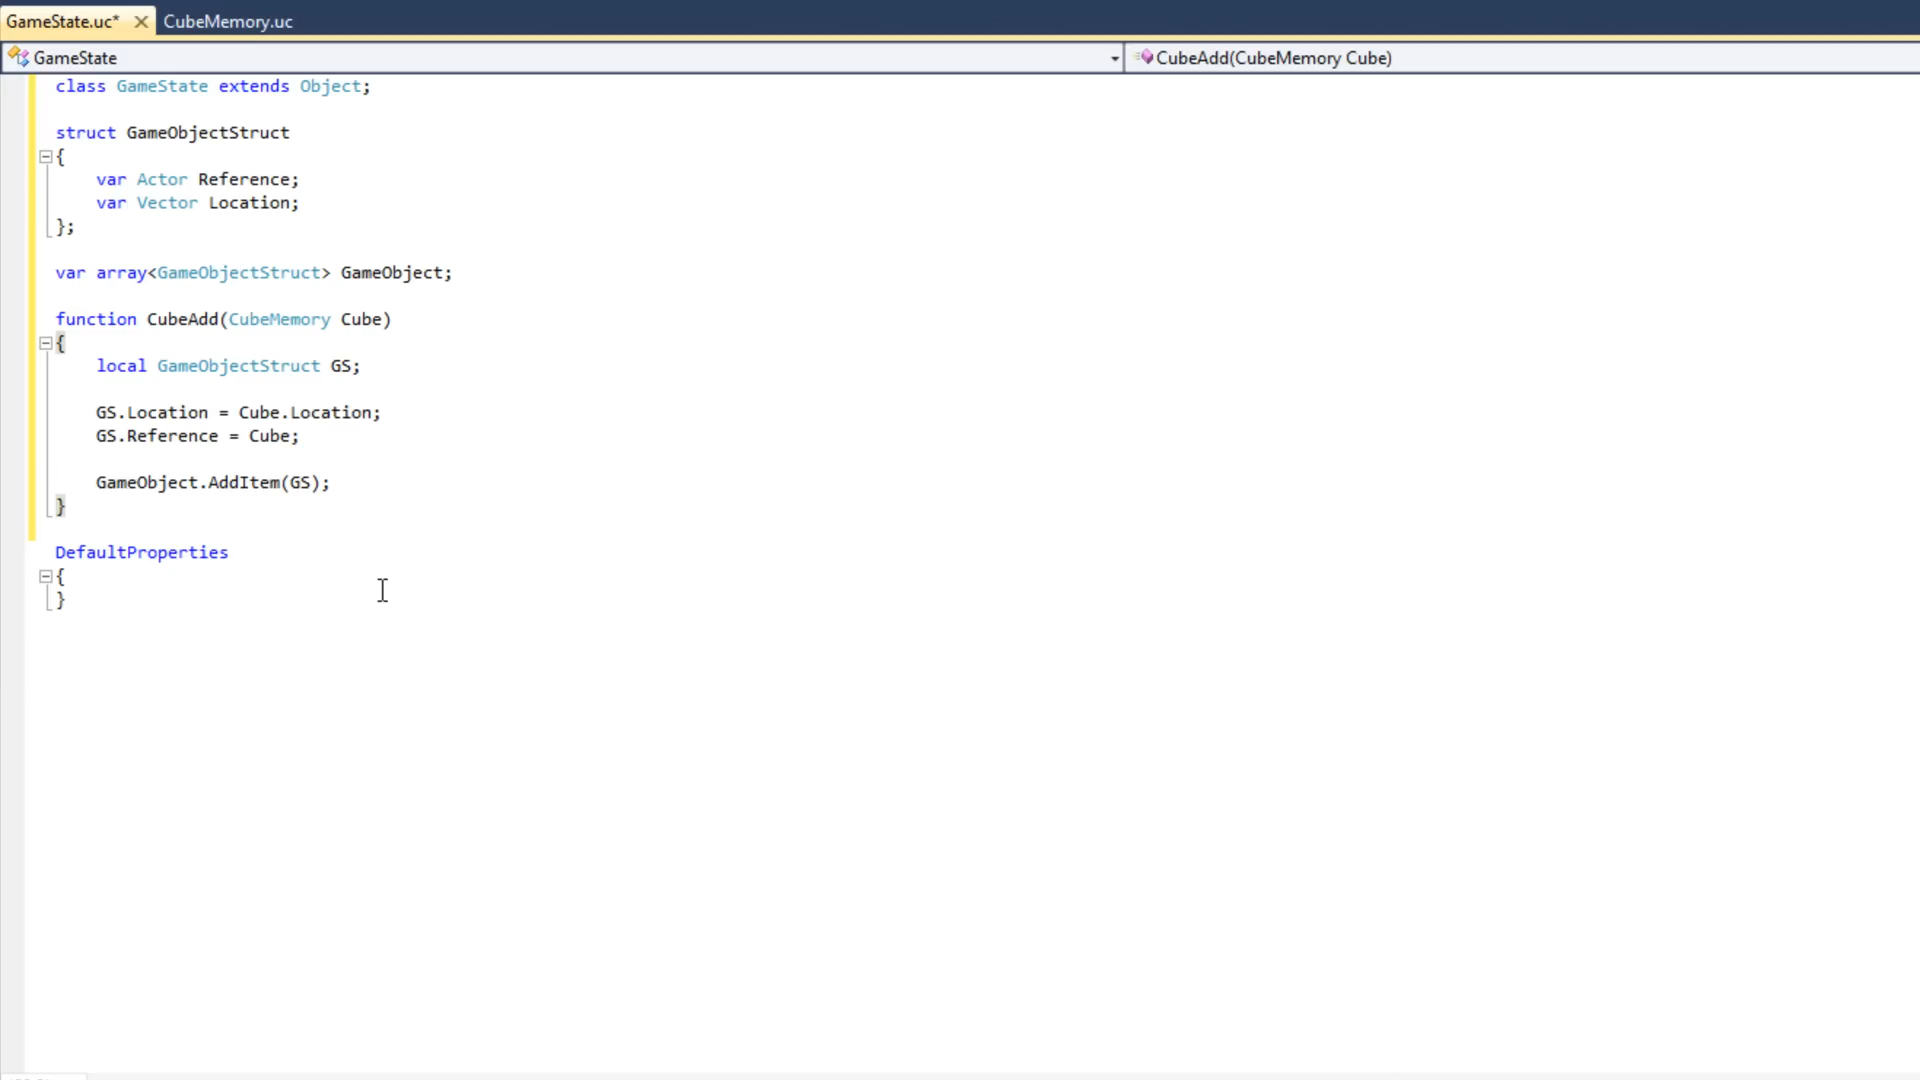 GameState.uc* CubeMemory.uc
GameState CubeAdd(CubeMemory Cube)
class GameState extends Object;
struct GameObjectStruct
{
var Actor Reference;
var Vector Location;
};
var array<GameObjectStruct> GameObject;
function CubeAdd(CubeMemory Cube)
{
local GameObjectStruct GS;
GS.Location = Cube.Location;
GS.Reference = Cube;
GameObject.AddItem(GS);
}
DefaultProperties
{
}